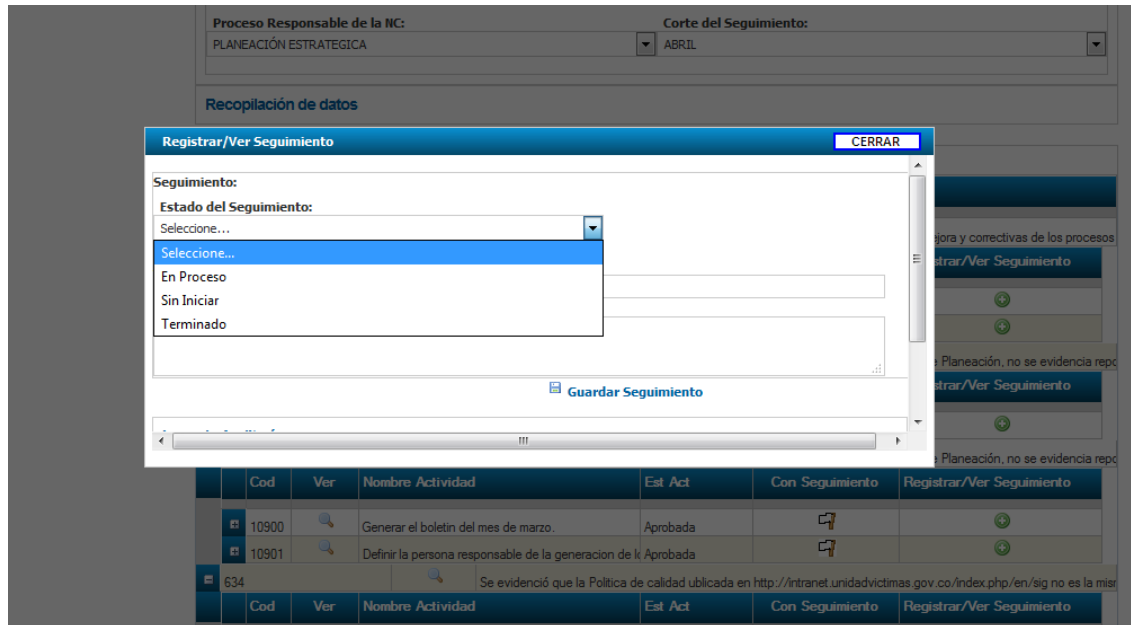 Proceso Responsable de la NC: Corte del Seguimiento:
PLANEACIÓN ESTRATEGICA ABRIL
Recopilación de datos
Registrar/Ver Seguimiento CERRAR
Seguimiento:
Estado del Seguimiento:
Seleccione...
Seleccione...
En Proceso
Sin Iniciar
Terminado
Guardar Seguimiento
jora y correctivas de los procesos
strar/Ver Seguimiento
Planeación, no se evidencia repo
strar/Ver Seguimiento
Planeación, no se evidencia repo
Cod Ver Nombre Actividad Est Act Con Seguimiento Registrar/Ver Seguimiento
10900 Generar el boletin del mes de marzo. Aprobada
10901 Definir la persona responsable de la generacion de lo Aprobada
634 Se evidenció que la Politica de calidad ublicada en http://intranet.unidadvictimas.gov.co/index.php/en/sig no es la misr
Cod Ver Nombre Actividad Est Act Con Seguimiento Registrar/Ver Seguimiento